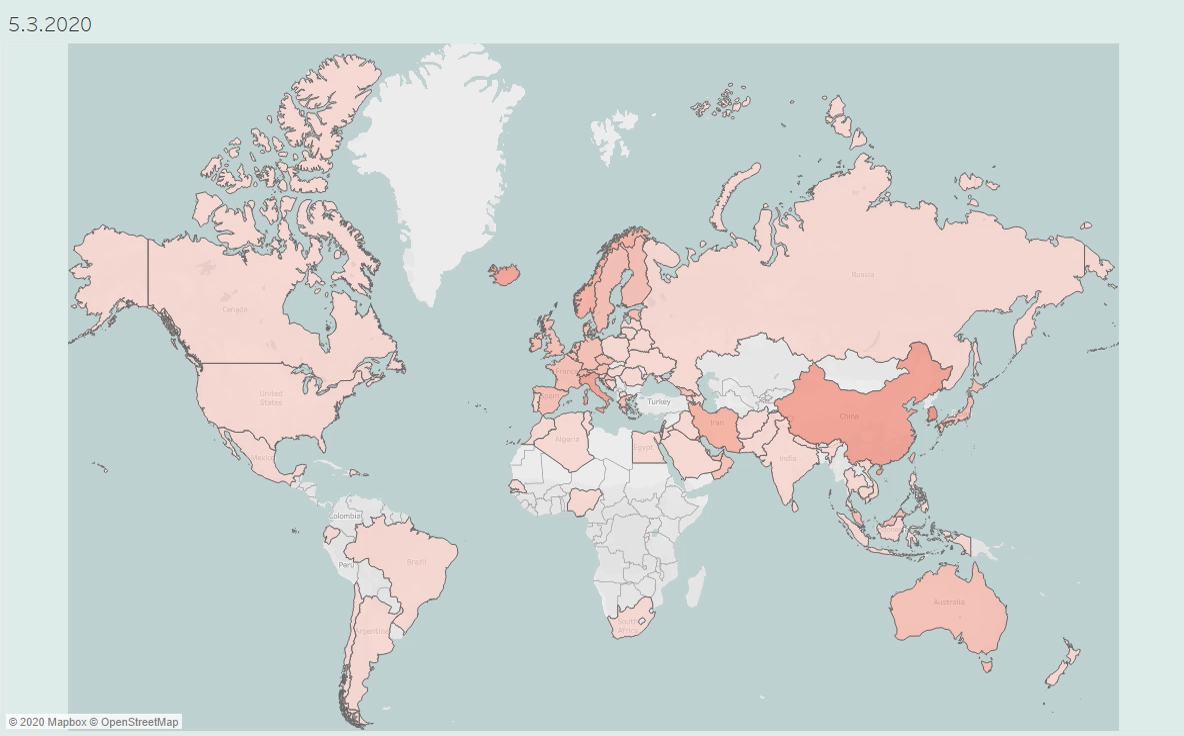 5.3.2020
Russia
Canada
France
United
States
Spain
Turkey
China
Iran
Algeria
Egypt
Mexico
India
Colombia
Brazil
Peru
Australia
South
Africa
Argentina
© 2020 Mapbox © OpenStreetMap